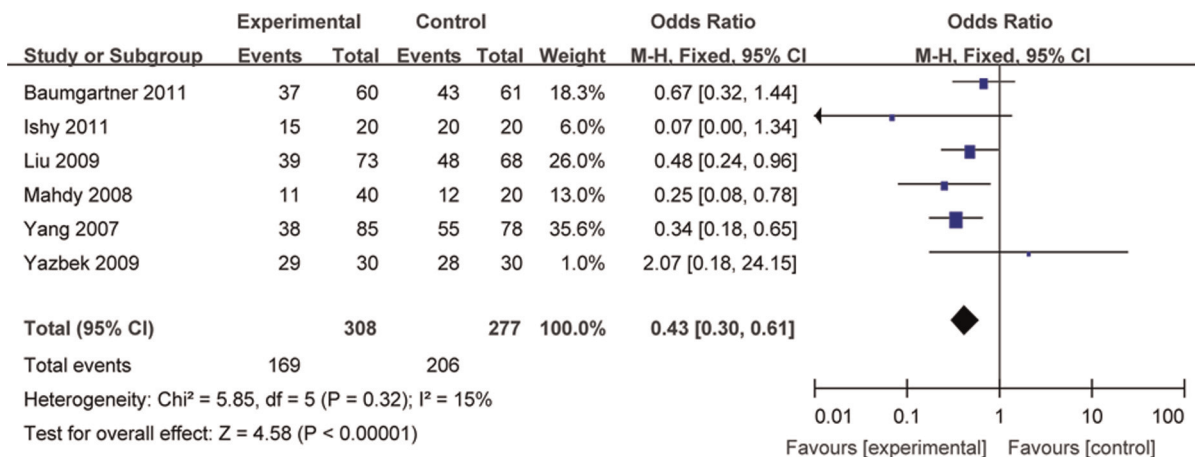 Experimental Control Odds Ratio Odds Ratio
Study or Subgroup Events Total Events Total Weight M-H, Fixed, 95% CI M-H, Fixed, 95% CI
Baumgartner 2011 37 60 43 61 18.3% 0.67 [0.32, 1.44]
Ishy 2011 15 20 20 20 6.0% 0.07 [0.00, 1.34]
Liu 2009 39 73 48 68 26.0% 0.48 [0.24, 0.96]
Mahdy 2008 11 40 12 20 13.0% 0.25 [0.08, 0.78]
Yang 2007 38 85 55 78 35.6% 0.34 [0.18, 0.65]
Yazbek 2009 29 30 28 30 1.0% 2.07 [0.18, 24.15]
Total (95% CI) 308 277 100.0% 0.43 [0.30, 0.61]
Total events 169 206
Heterogeneity: Chi² = 5.85, df = 5 (P = 0.32); I² = 15%
Test for overall effect: Z = 4.58 (P < 0.00001)
0.01 0.1 1 10 100
Favours [experimental] Favours [control]